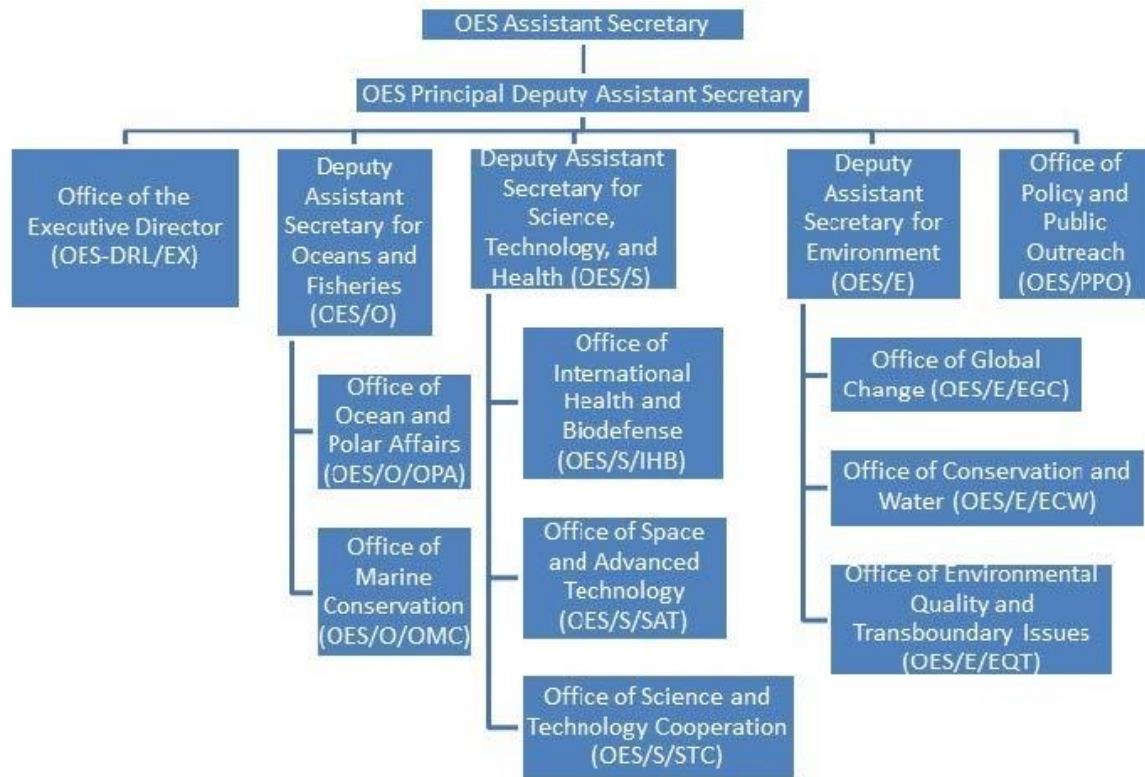 OES Assistant Secretary
OES Principal Deputy Assistant Secretary
Office of the
Executive Director
(OES-DRL/EX)
Deputy
Assistant
Secretary for
Oceans and
Fisheries
(OES/O)
Office of
Ocean and
Polar Affairs
(OES/O/OPA)
Office of
Marine
Conservation
(OES/O/OMC)
Deputy Assistant
Secretary for
Science,
Technology, and
Health (OES/S)
Office of
International
Health and
Biodefense
(OES/S/IHB)
Office of Space
and Advanced
Technology
(OES/S/SAT)
Office of Science and
Technology Cooperation
(OES/S/STC)
Deputy
Assistant
Secretary for
Environment
(OES/E)
Office of Global
Change (OES/E/EGC)
Office of Conservation and
Water (OES/E/ECW)
Office of Environmental
Quality and
Transboundary Issues
(OES/E/EQT)
Office of
Policy and
Public
Outreach
(OES/PPO)